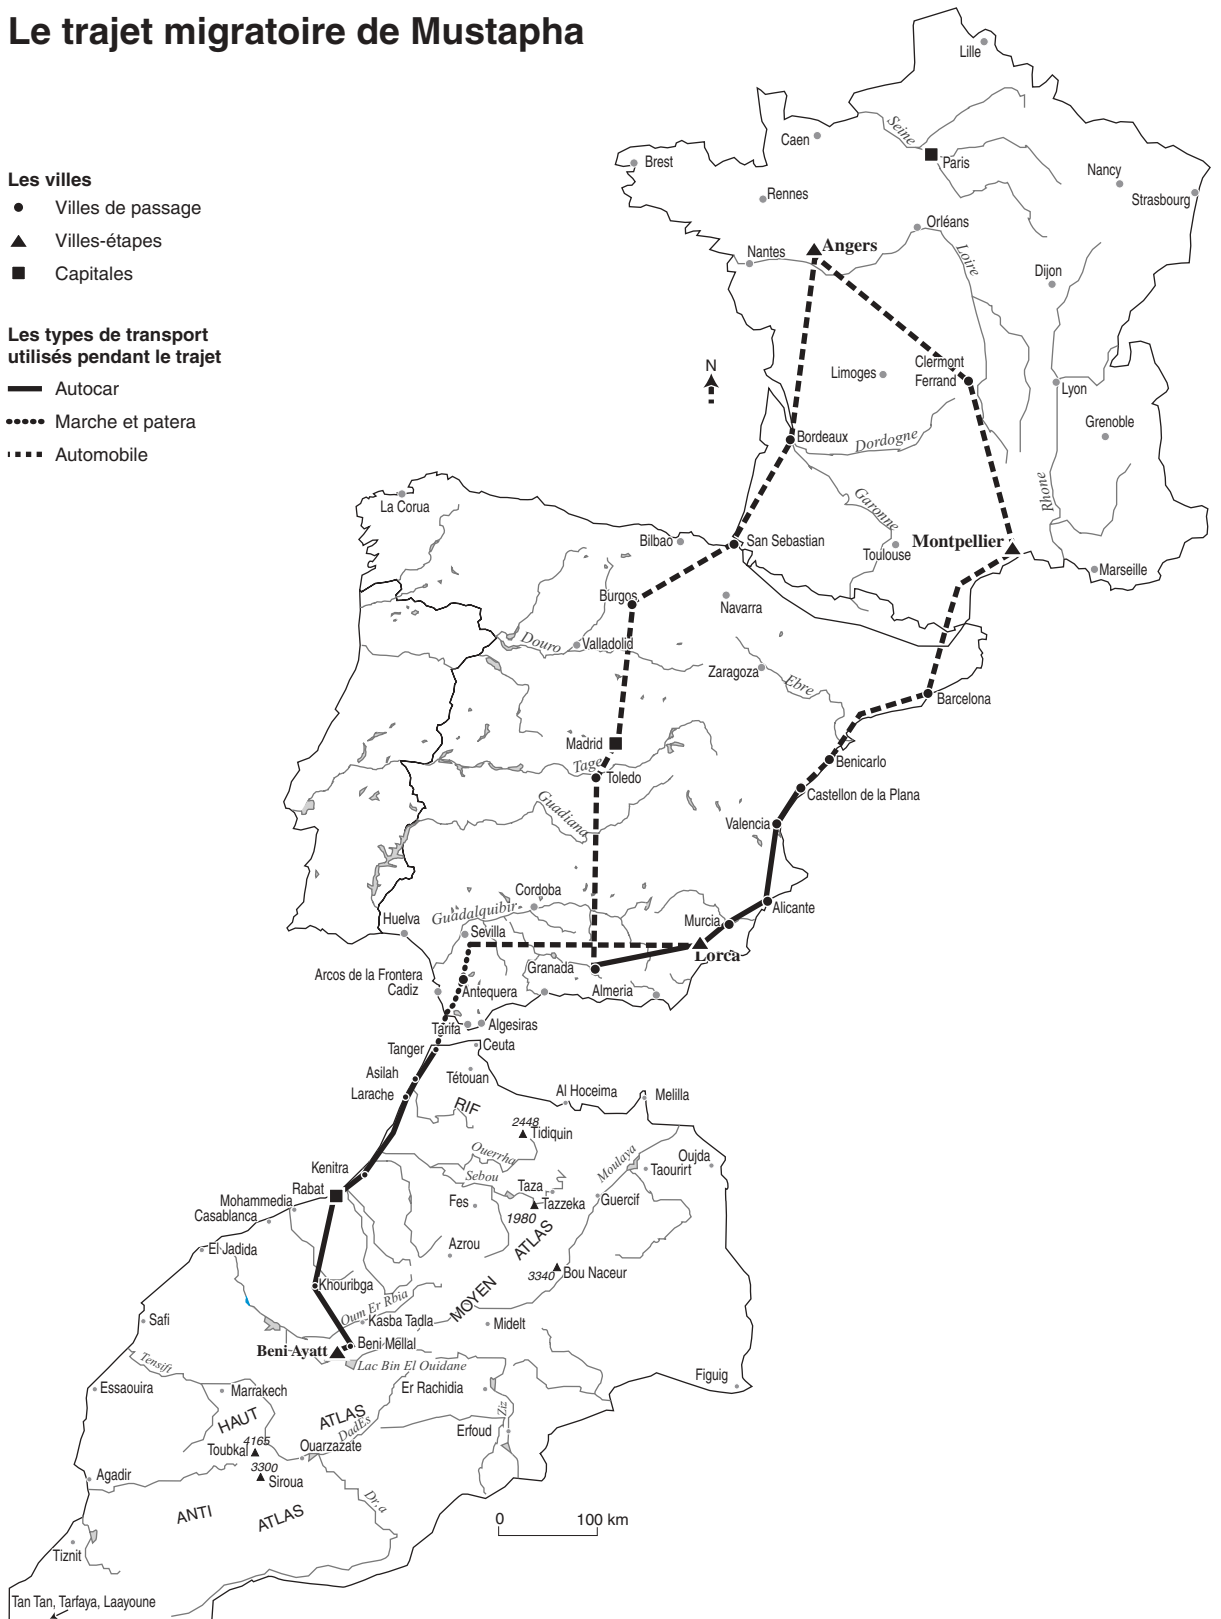 Le trajet migratoire de Mustapha
Les villes
Villes de passage
Villes-étapes
Capitales
Les types de transport
utilisés pendant le trajet
Autocar
Marche et patera
Automobile
N
Lille
Seine
Caen
Paris
Brest
Nancy
Strasbourg
Rennes
Orléans
Angers
Nantes
Loire
Dijon
Clermont
Ferrand
Limoges
Lyon
Grenoble
Bordeaux
Dordogne
Garonne
Rhone
Toulouse
Montpellier
Marseille
La Corua
Bilbao
San Sebastian
Burgos
Navarra
Douro
Valladolid
Zaragoza
Ebre
Barcelona
Madrid
Tage
Toledo
Benicarlo
Castellon de la Plana
Guadiana
Valencia
Cordoba
Guadalquibir
Huelva
Sevilla
Alicante
Murcia
Lorca
Granada
Arcos de la Frontera
Cadiz
Antequera
Almeria
Tarifa
Algesiras
Tanger
Ceuta
Asilah
Tétouan
Larache
Al Hoceima
Melilla
RIF
2448
Tidiquin
Ouerrha
Moulaya
Oujda
Taourirt
Kenitra
Sebou
Rabat
Taza
Tazzeka
Guercif
Mohammedia
Casablanca
Fes
1980
ATLAS
El Jadida
Azrou
3340
Bou Naceur
Khouribga
MOYEN
Oum Er Rbia
Safi
Kasba Tadla
Midelt
Beni Mellal
Beni Ayatt
Lac Bin El Ouidane
Tensift
Figuig
Essaouira
Marrakech
Er Rachidia
HAUT
ATLAS
DadEs
Ziz
Erfoud
4165
Toubkal
Ouarzazate
3300
Siroua
Agadir
Dr.a
ANTI
ATLAS
0 100 km
Tiznit
Tan Tan, Tarfaya, Laayoune